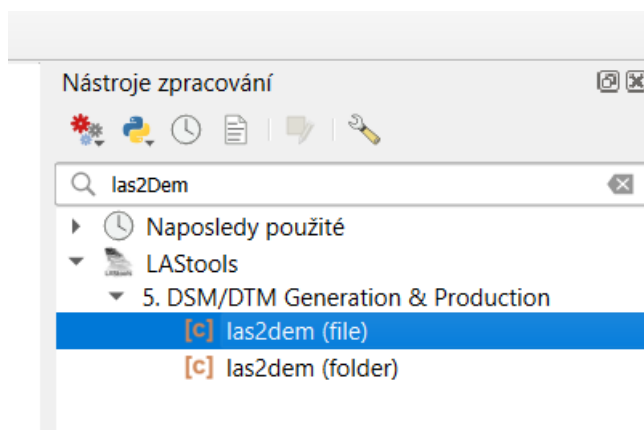 Nástroje zpracování
las2Dem
Naposledy použité
LAStools
5. DSM/DTM Generation & Production
[c] las2dem (file)
[c] las2dem (folder)